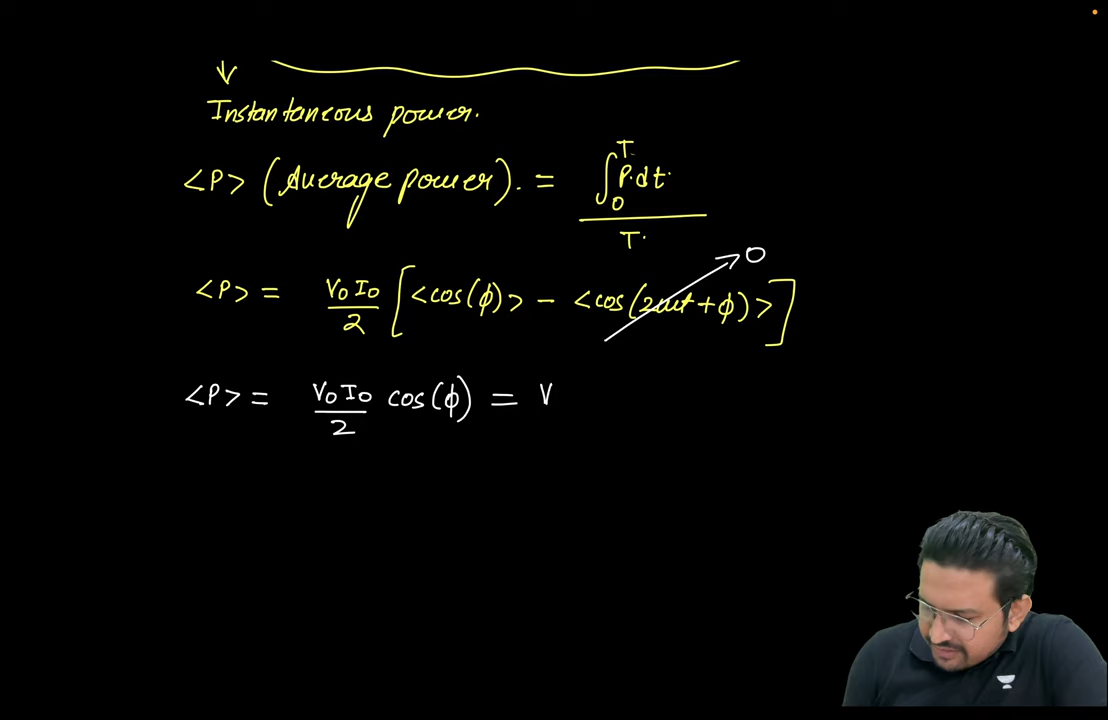 ↓
Instantaneous power.
<P> (Average power). = ∫₀ᵀ P.dt. / T.
<P> = V₀I₀/2 [<cos(ϕ)> − <cos(2ωt + ϕ)>] → 0
<P> = V₀I₀/2 cos(ϕ) = V